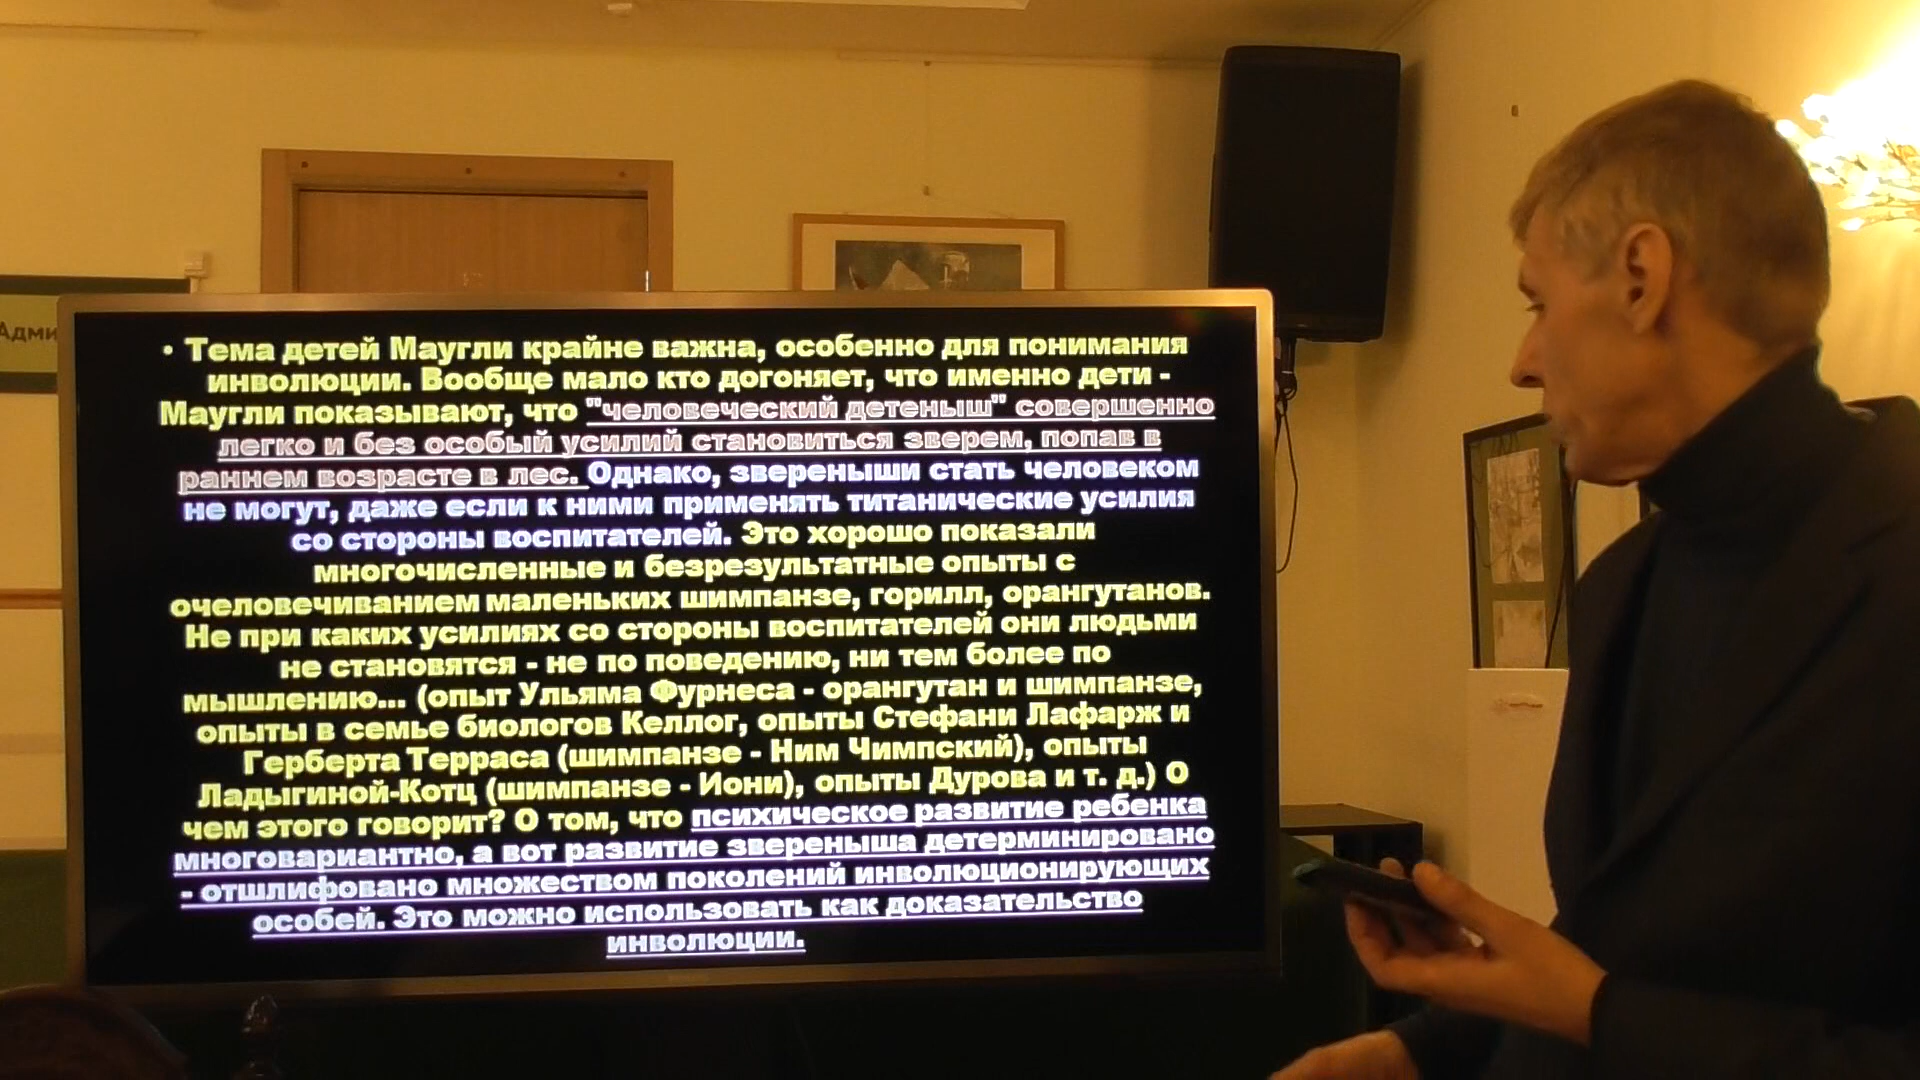 Адми
• Тема детей Маугли крайне важна, особенно для понимания
инволюции. Вообще мало кто догоняет, что именно дети -
Маугли показывают, что "человеческий детеныш" совершенно
легко и без особый усилий становиться зверем, попав в
раннем возрасте в лес. Однако, звереныши стать человеком
не могут, даже если к ними применять титанические усилия
со стороны воспитателей. Это хорошо показали
многочисленные и безрезультатные опыты с
очеловечиванием маленьких шимпанзе, горилл, орангутанов.
Не при каких усилиях со стороны воспитателей они людьми
не становятся - не по поведению, ни тем более по
мышлению... (опыт Ульяма Фурнеса - орангутан и шимпанзе,
опыты в семье биологов Келлог, опыты Стефани Лафарж и
Герберта Терраса (шимпанзе - Ним Чимпский), опыты
Ладыгиной-Котц (шимпанзе - Иони), опыты Дурова и т. д.) О
чем этого говорит? О том, что психическое развитие ребенка
многовариантно, а вот развитие звереныша детерминировано
- отшлифовано множеством поколений инволюционирующих
особей. Это можно использовать как доказательство
инволюции.